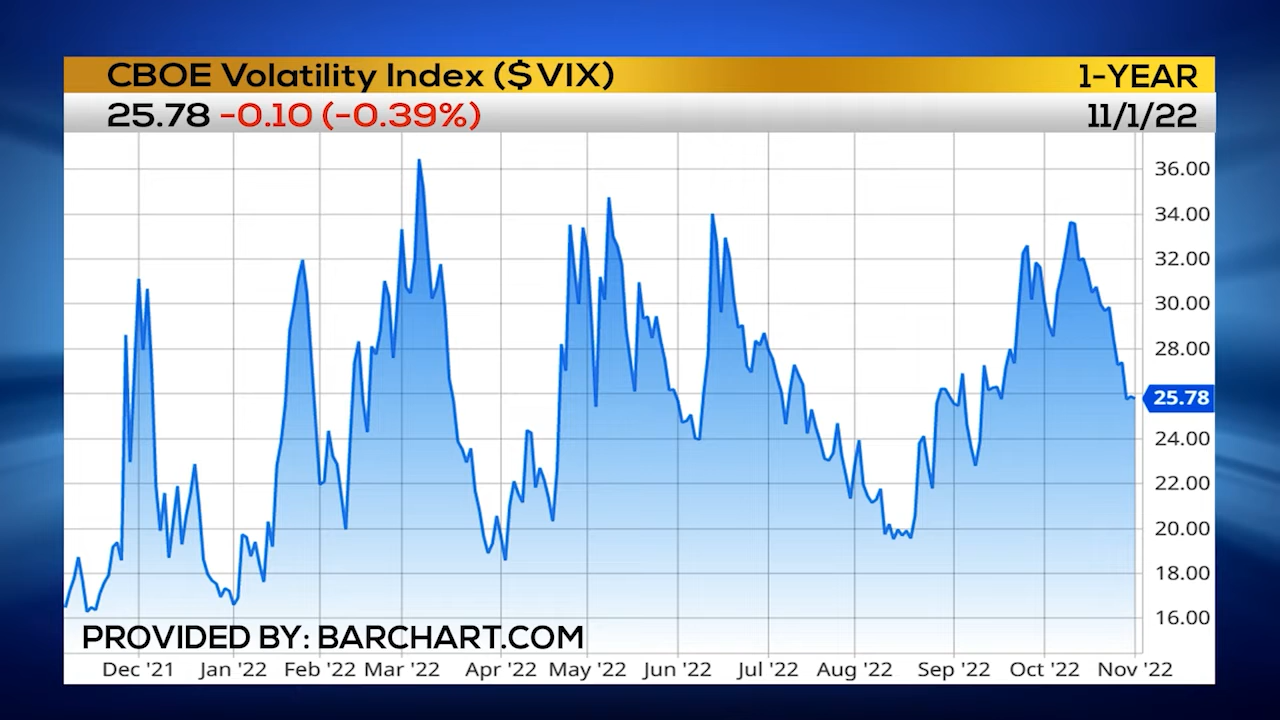 CBOE Volatility Index ($VIX) 1-YEAR
25.78 -0.10 (-0.39%) 11/1/22
36.00
34.00
32.00
30.00
28.00
25.78
24.00
22.00
20.00
18.00
16.00
PROVIDED BY: BARCHART.COM
Dec '21 Jan '22 Feb '22 Mar '22 Apr '22 May '22 Jun '22 Jul '22 Aug '22 Sep '22 Oct '22 Nov '22